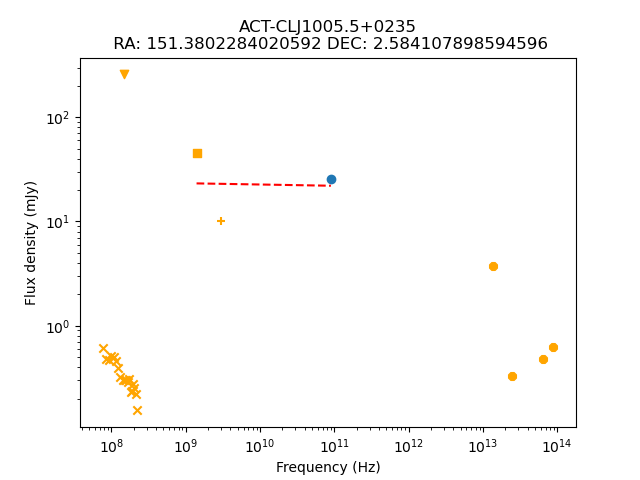 ACT-CLJ1005.5+0235
RA: 151.3802284020592 DEC: 2.584107898594596
Flux density (mJy)
10²
10¹
10⁰
10⁸ 10⁹ 10¹⁰ 10¹¹ 10¹² 10¹³ 10¹⁴
Frequency (Hz)